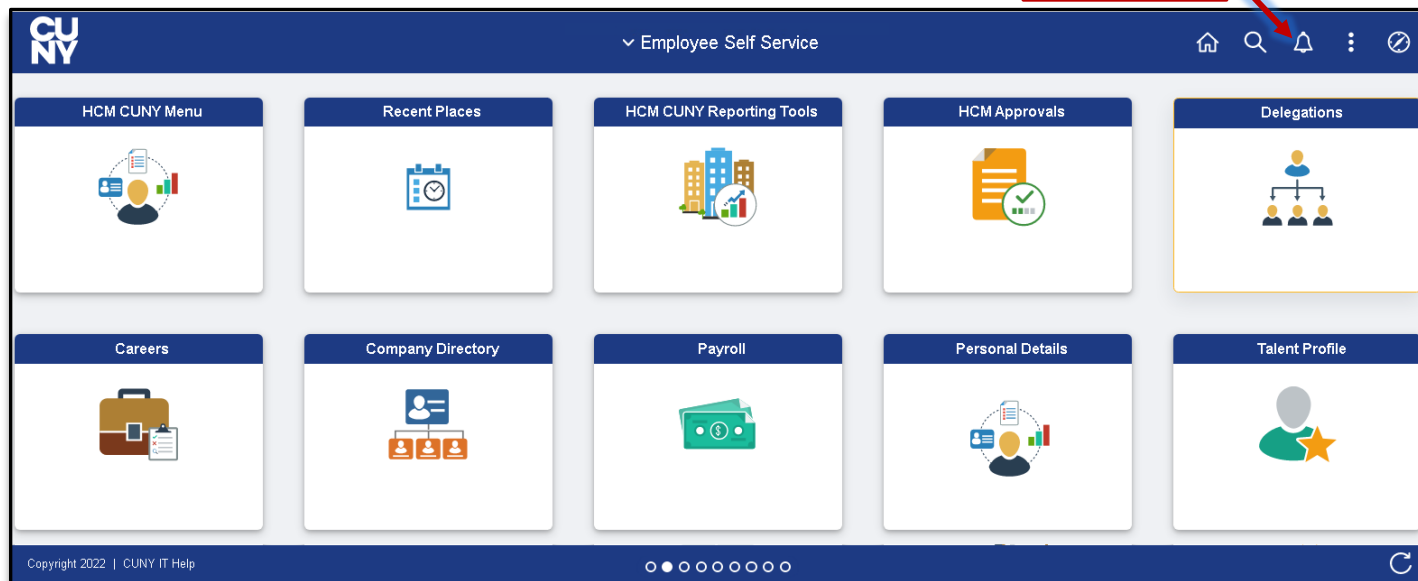 CU
NY
Employee Self Service
HCM CUNY Menu
Recent Places
HCM CUNY Reporting Tools
HCM Approvals
Delegations
Careers
Company Directory
Payroll
Personal Details
Talent Profile
Copyright 2022 | CUNY IT Help